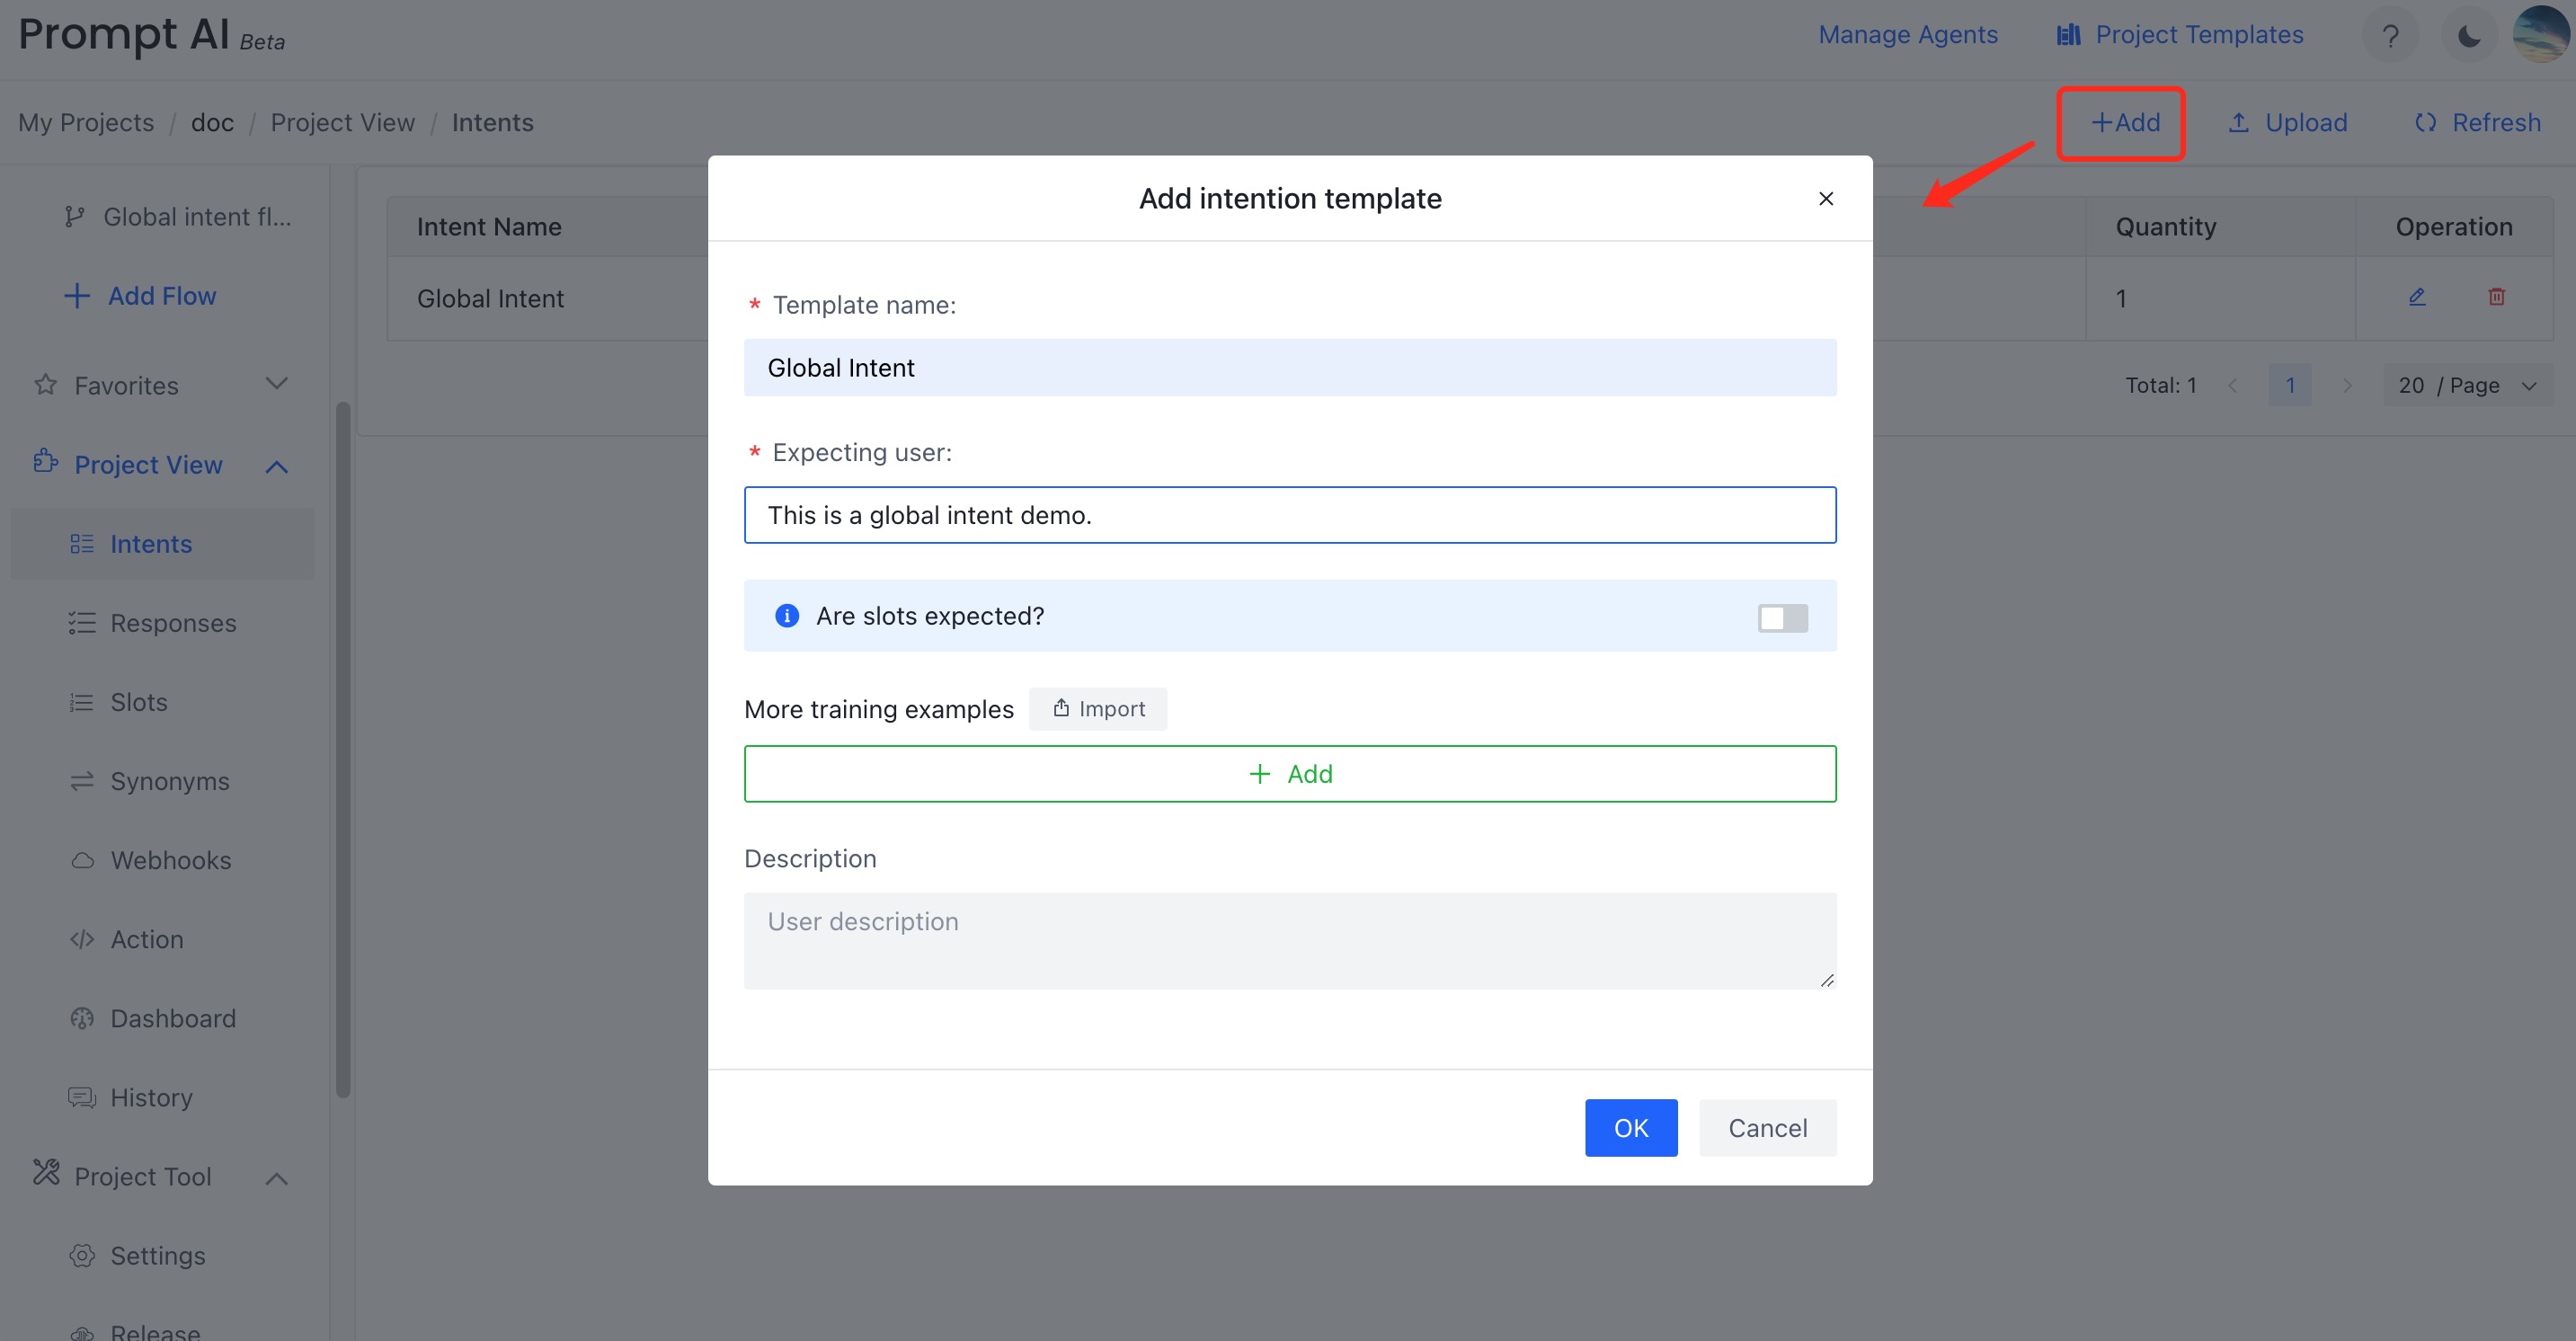 Prompt AI Beta
Manage Agents
Project Templates
?
My Projects / doc / Project View / Intents
+Add
Upload
Refresh
Global intent fl...
Add Flow
Favorites
Project View
Intents
Responses
Slots
Synonyms
Webhooks
Action
Dashboard
History
Project Tool
Settings
Release
Intent Name
Quantity
Operation
Global Intent
1
Total: 1
1
20 / Page
Add intention template
* Template name:
Global Intent
* Expecting user:
This is a global intent demo.
Are slots expected?
More training examples
Import
+ Add
Description
User description
OK
Cancel